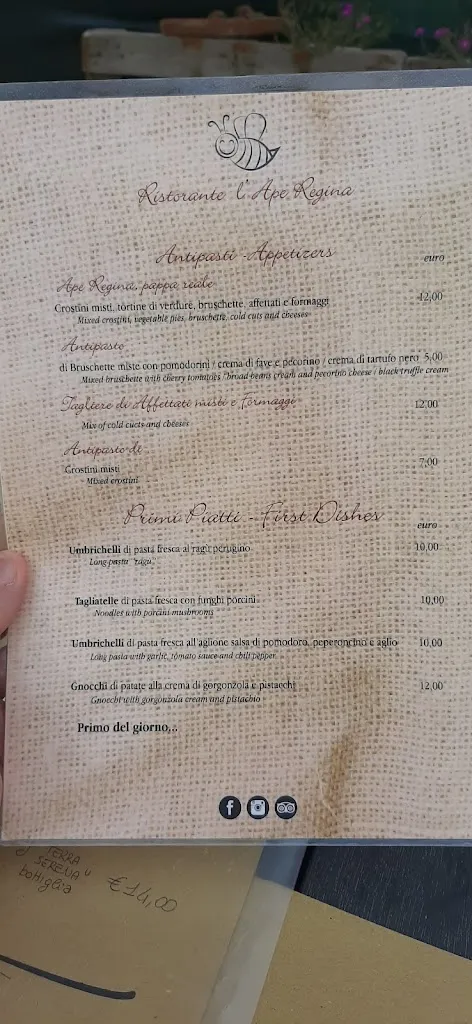 Ristorante l'Ape Regina
Antipasti - Appetizers
euro
Ape Regina, pappa reale
Crostini misti, tortine di verdure, bruschette, affettati e formaggi 12,00
Mixed crostini, vegetable pies, bruschette, cold cuts and cheeses
Antipasto
di Bruschette miste con pomodorini / crema di fave e pecorino / crema di tartufo nero 5,00
Mixed bruschette with cherry tomatoes / broad beans cream and pecorino cheese / black truffle cream
Tagliere di Affettati misti e Formaggi 12,00
Mix of cold cucts and cheeses
Antipasto di
Crostini misti 7,00
Mixed crostini
Primi Piatti - First Dishes
euro
Umbrichelli di pasta fresca al ragù perugino 10,00
Long pasta "ragù"
Tagliatelle di pasta fresca con funghi porcini 10,00
Noodles with porcini mushrooms
Umbrichelli di pasta fresca all'aglione salsa di pomodoro, peperoncino e aglio 10,00
Long pasta with garlic, tomato sauce and chili pepper
Gnocchi di patate alla crema di gorgonzola e pistacchi 12,00
Gnocchi with gorgonzola cream and pistachio
Primo del giorno...
TERRA
SERENA"
bottiglia €14,00